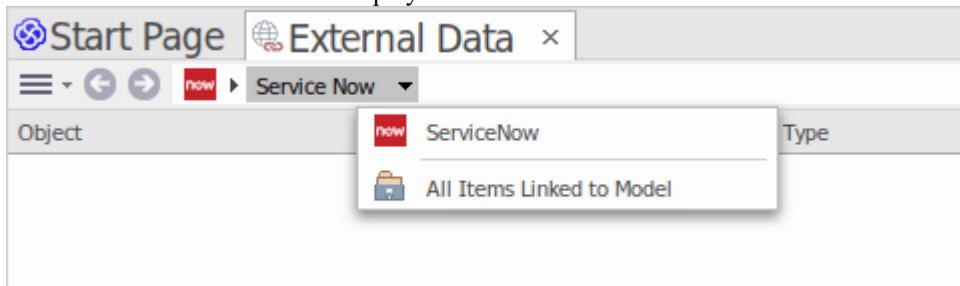 Start Page External Data ×
now Service Now
Object Type
now ServiceNow
All Items Linked to Model